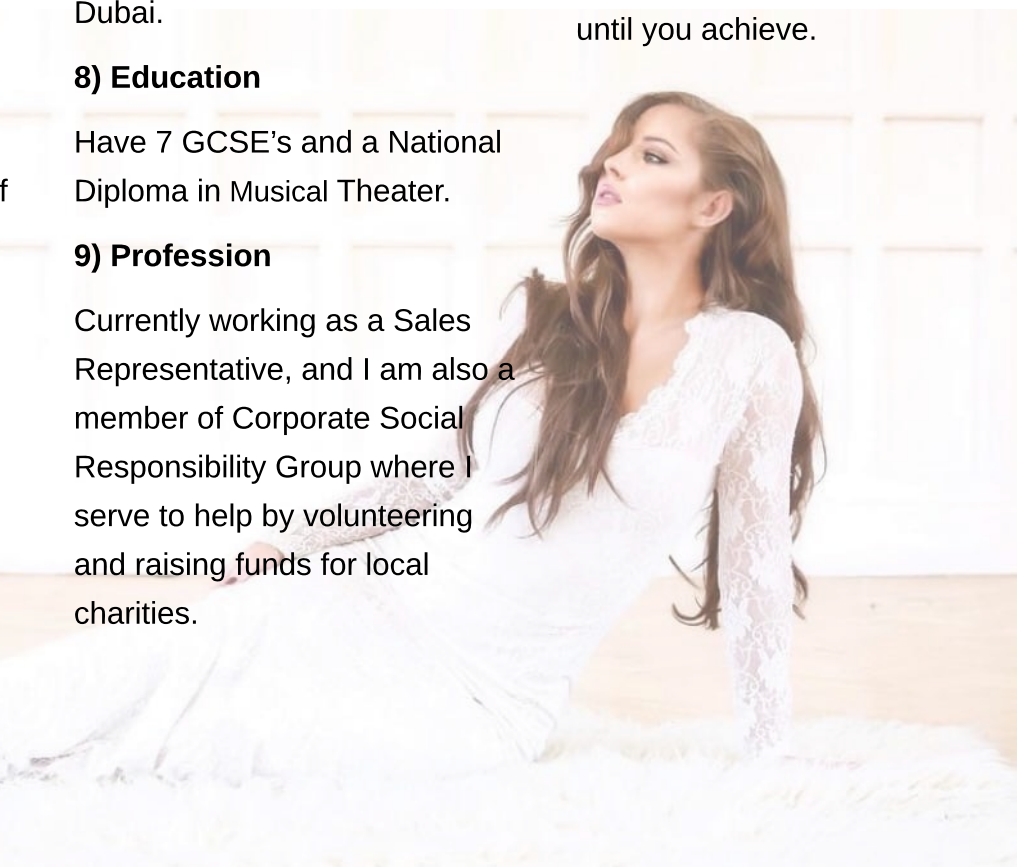 Dubai.
8) Education
Have 7 GCSE’s and a National
Diploma in Musical Theater.
9) Profession
Currently working as a Sales
Representative, and I am also a
member of Corporate Social
Responsibility Group where I
serve to help by volunteering
and raising funds for local
charities.
until you achieve.
f